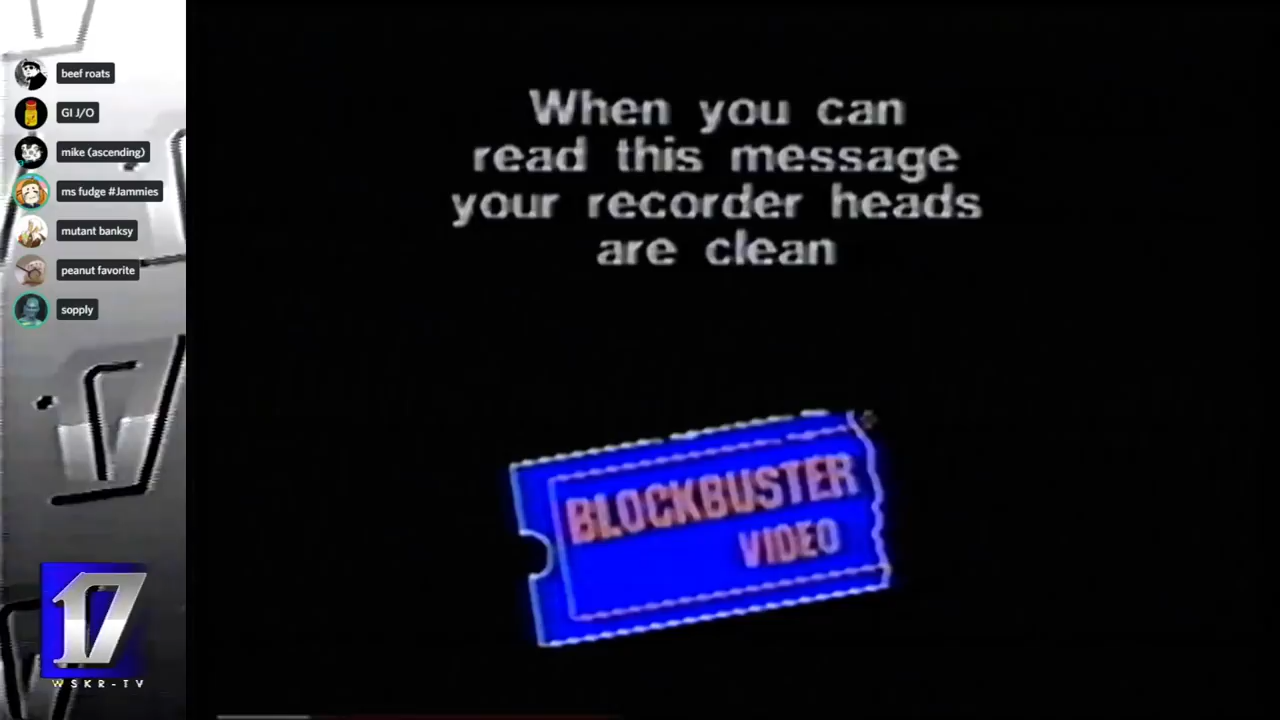 beef roats
GI J/O
mike (ascending)
ms fudge #Jammies
mutant banksy
peanut favorite
sopply
17
WSKR-TV
When you can
read this message
your recorder heads
are clean
BLOCKBUSTER
VIDEO